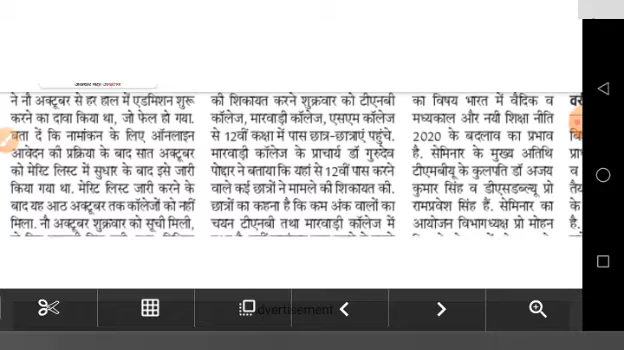 ने नौ अक्टूबर से हर हाल में एडमिशन शुरू
करने का दावा किया था, जो फेल हो गया.
बता दें कि नामांकन के लिए ऑनलाइन
आवेदन की प्रक्रिया के बाद सात अक्टूबर
को मेरिट लिस्ट में सुधार के बाद इसे जारी
किया गया था. मेरिट लिस्ट जारी करने के
बाद यह आठ अक्टूबर तक कॉलेजों को नहीं
मिला. नौ अक्टूबर शुक्रवार को सूची मिली,
की शिकायत करने शुक्रवार को टीएनबी
कॉलेज, मारवाड़ी कॉलेज, एसएम कॉलेज
से 12वीं कक्षा में पास छात्र-छात्राएं पहुंचे.
मारवाड़ी कॉलेज के प्राचार्य डॉ गुरुदेव
पोद्दार ने बताया कि यहां से 12वीं पास करने
वाले कई छात्रों ने मामले की शिकायत की.
छात्रों का कहना है कि कम अंक वालों का
चयन टीएनबी तथा मारवाड़ी कॉलेज में
का विषय भारत में वैदिक व
मध्यकाल और नयी शिक्षा नीति
2020 के बदलाव का प्रभाव
है. सेमिनार के मुख्य अतिथि
टीएमबीयू के कुलपति डॉ अजय
कुमार सिंह व डीएसडब्ल्यू प्रो
रामप्रवेश सिंह हैं. सेमिनार का
आयोजन विभागध्यक्ष प्रो मोहन
व
के
है.
Advertisement